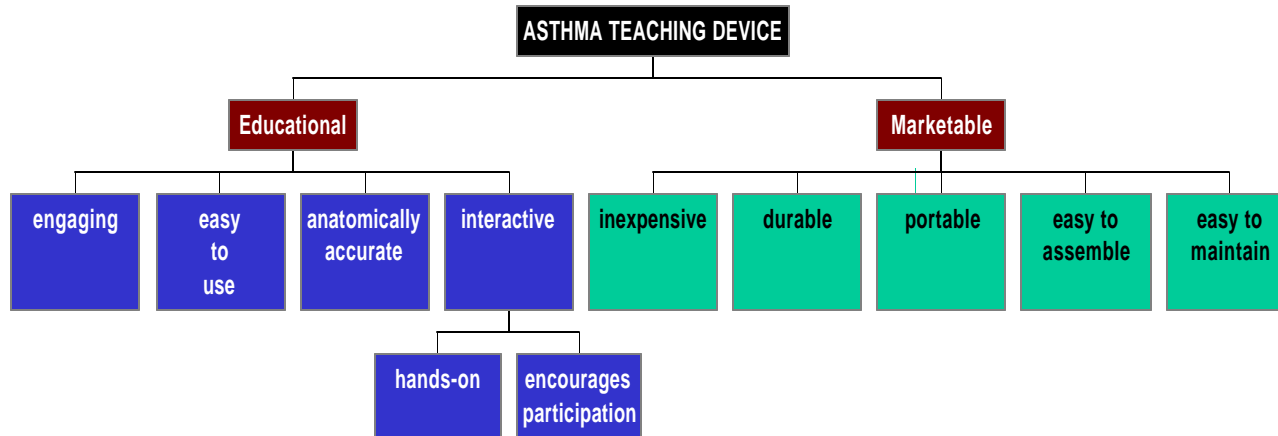 ASTHMA TEACHING DEVICE
Educational
Marketable
engaging
easy
to
use
anatomically
accurate
interactive
inexpensive
durable
portable
easy to
assemble
easy to
maintain
hands-on
encourages
participation